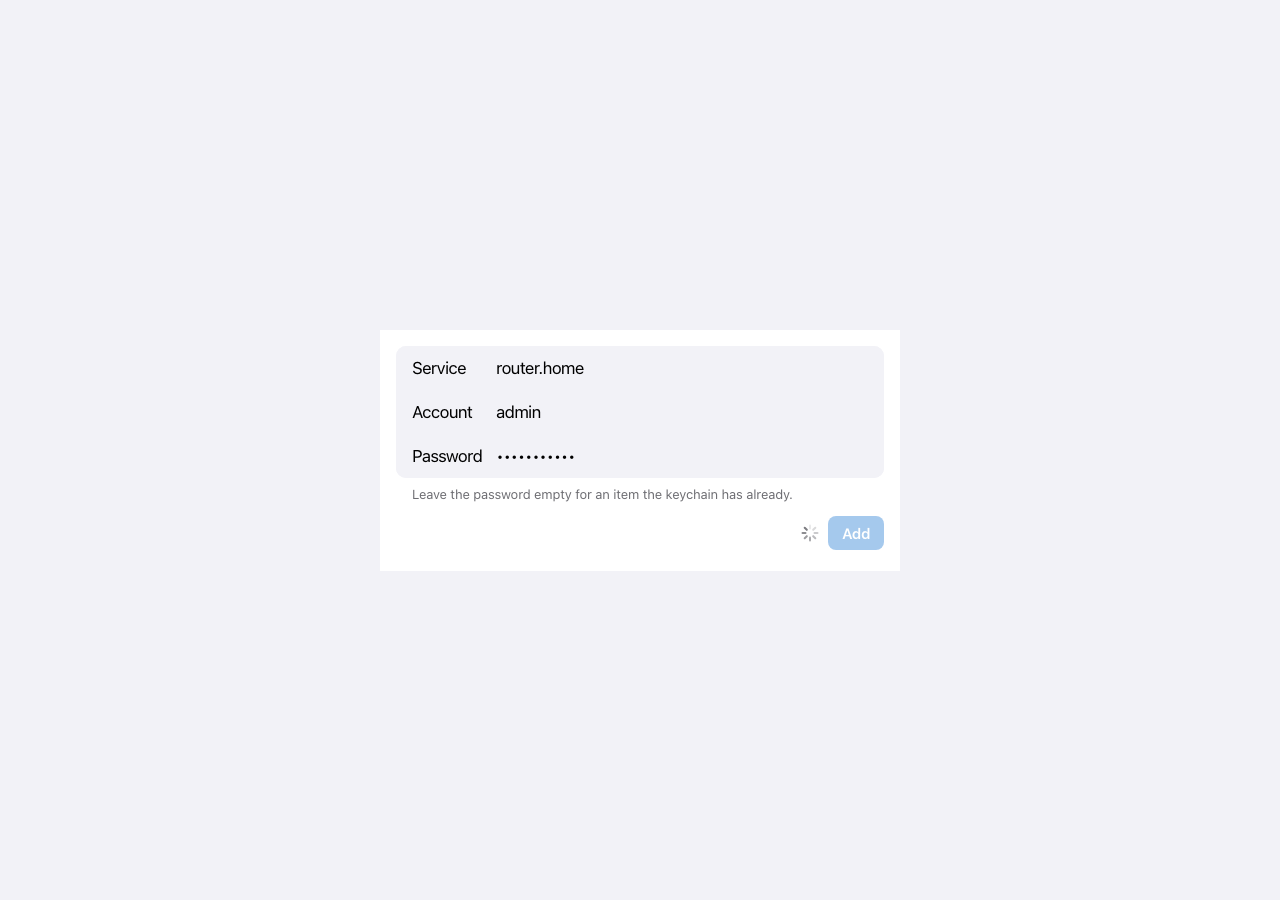 Service router.home
Account admin
Password •••••••••••
Leave the password empty for an item the keychain has already.
Add